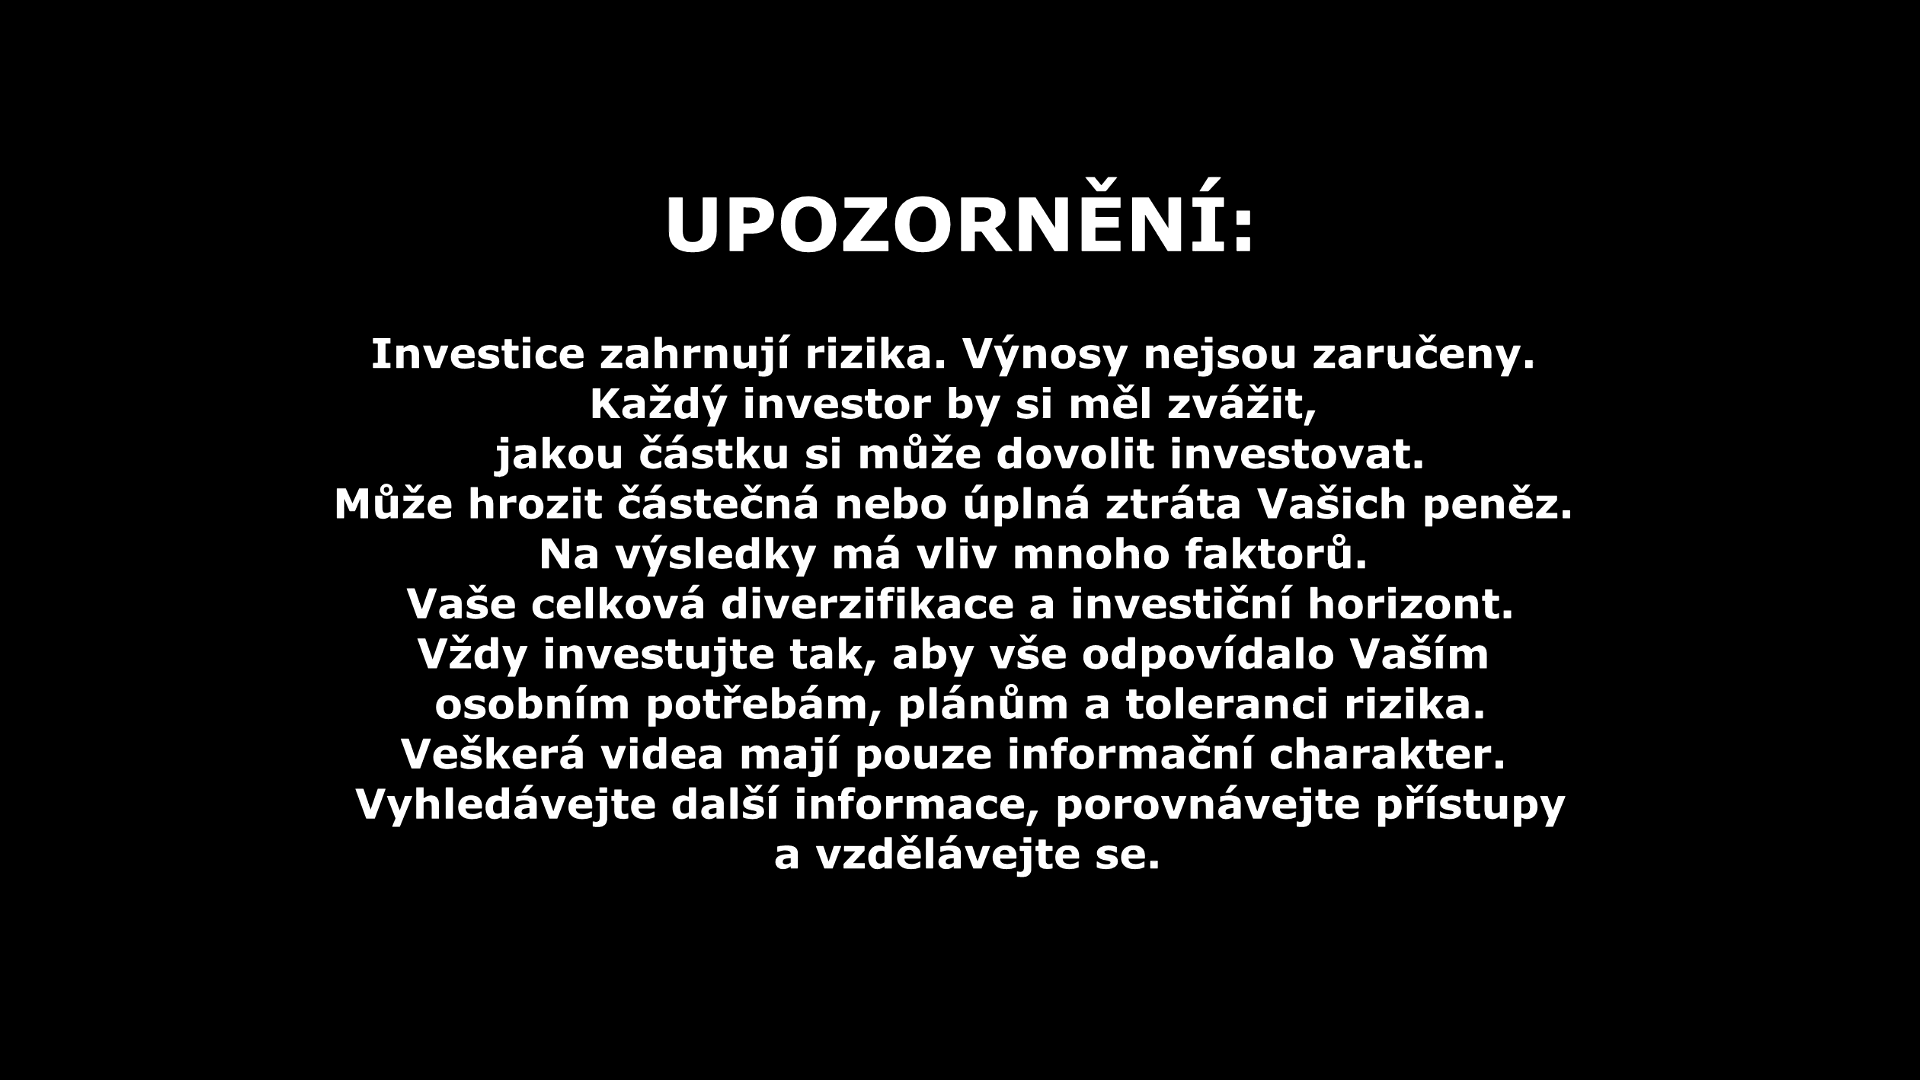 UPOZORNĚNÍ:
Investice zahrnují rizika. Výnosy nejsou zaručeny.
Každý investor by si měl zvážit,
jakou částku si může dovolit investovat.
Může hrozit částečná nebo úplná ztráta Vašich peněz.
Na výsledky má vliv mnoho faktorů.
Vaše celková diverzifikace a investiční horizont.
Vždy investujte tak, aby vše odpovídalo Vaším
osobním potřebám, plánům a toleranci rizika.
Veškerá videa mají pouze informační charakter.
Vyhledávejte další informace, porovnávejte přístupy
a vzdělávejte se.